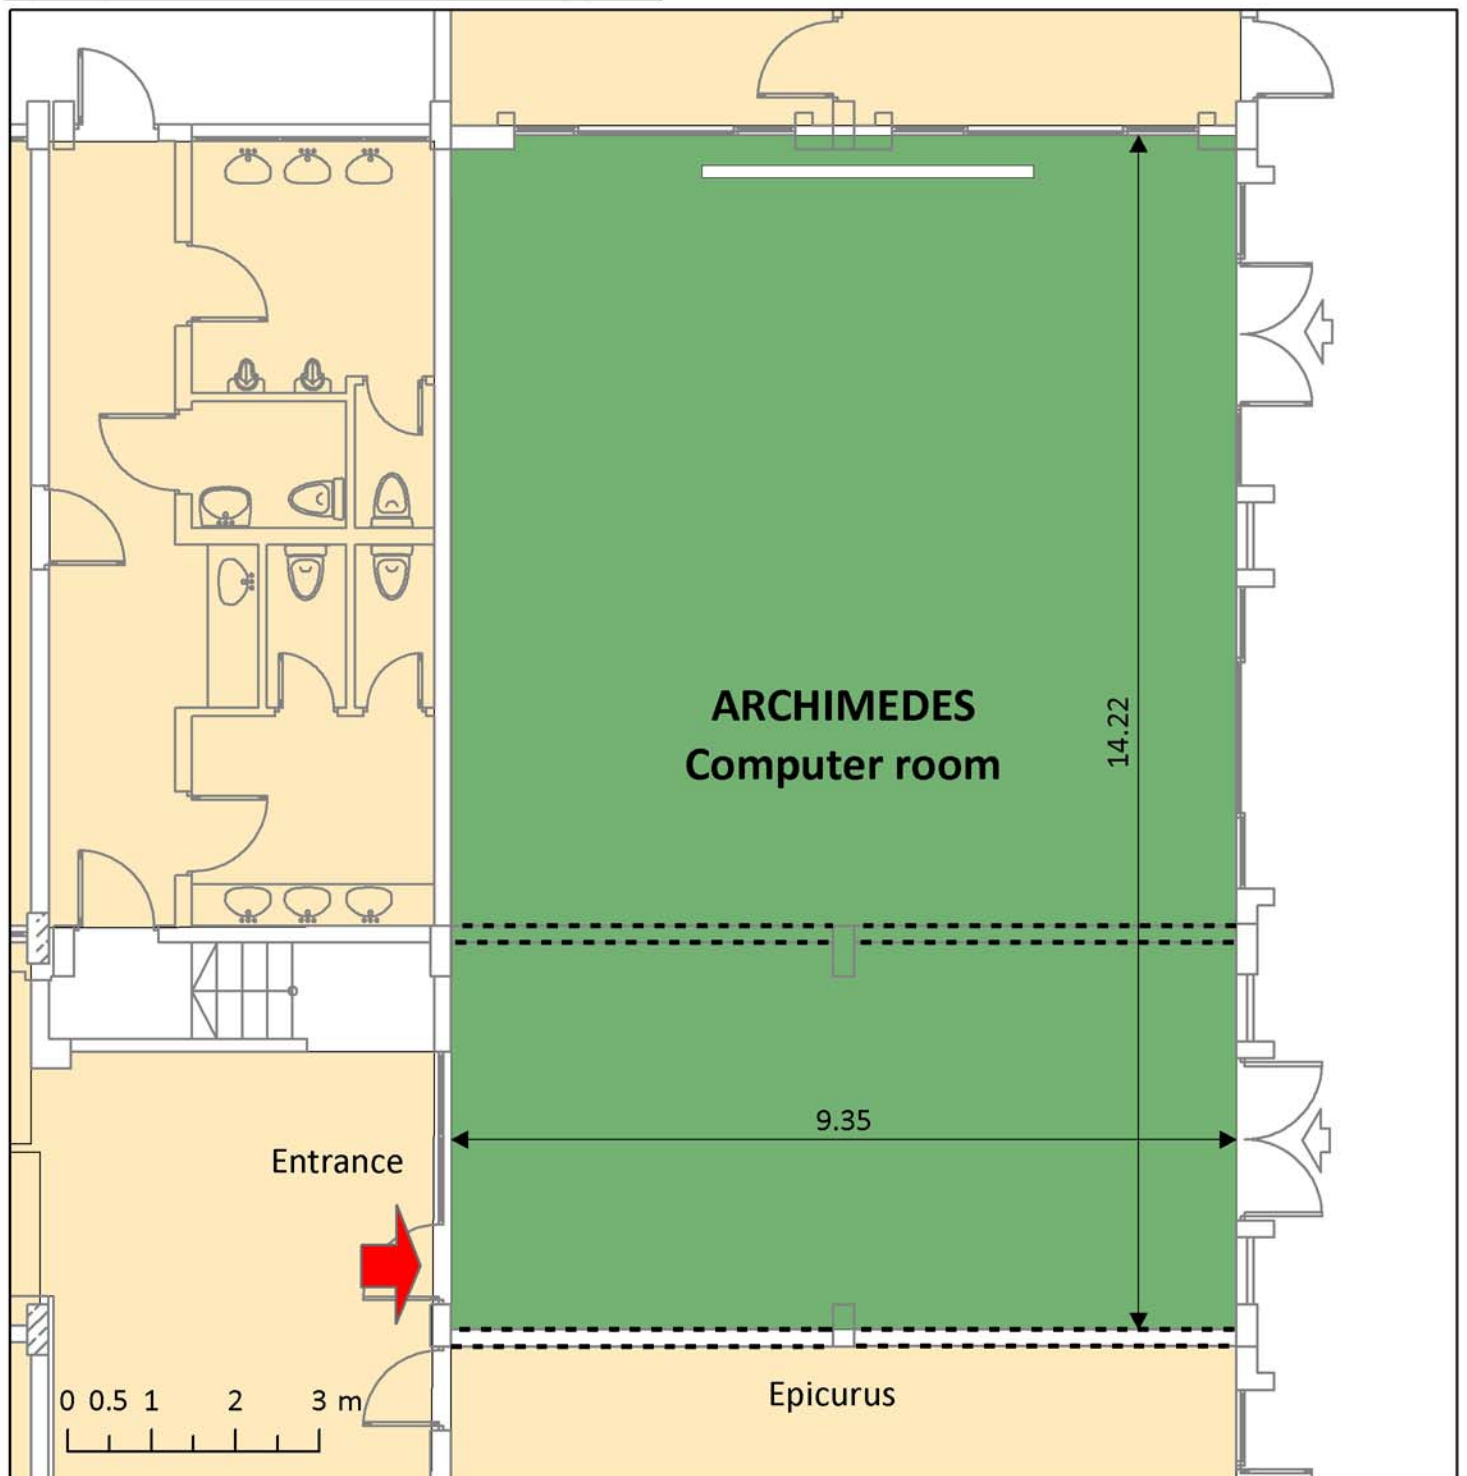 ARCHIMEDES
Computer room
14.22
9.35
Entrance
0 0.5 1 2 3 m
Epicurus